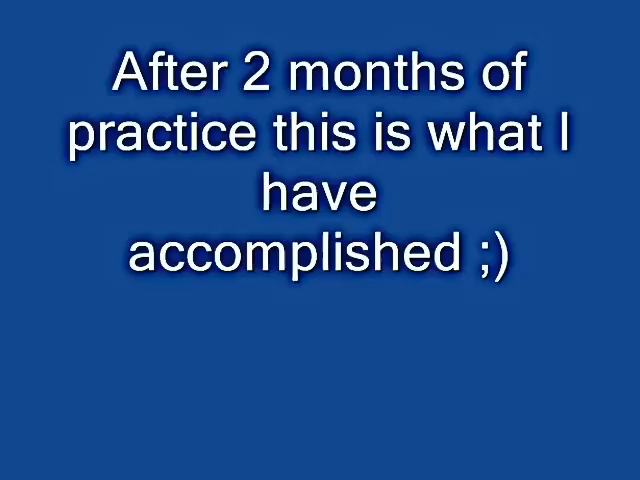 After 2 months of
practice this is what I
have
accomplished ;)